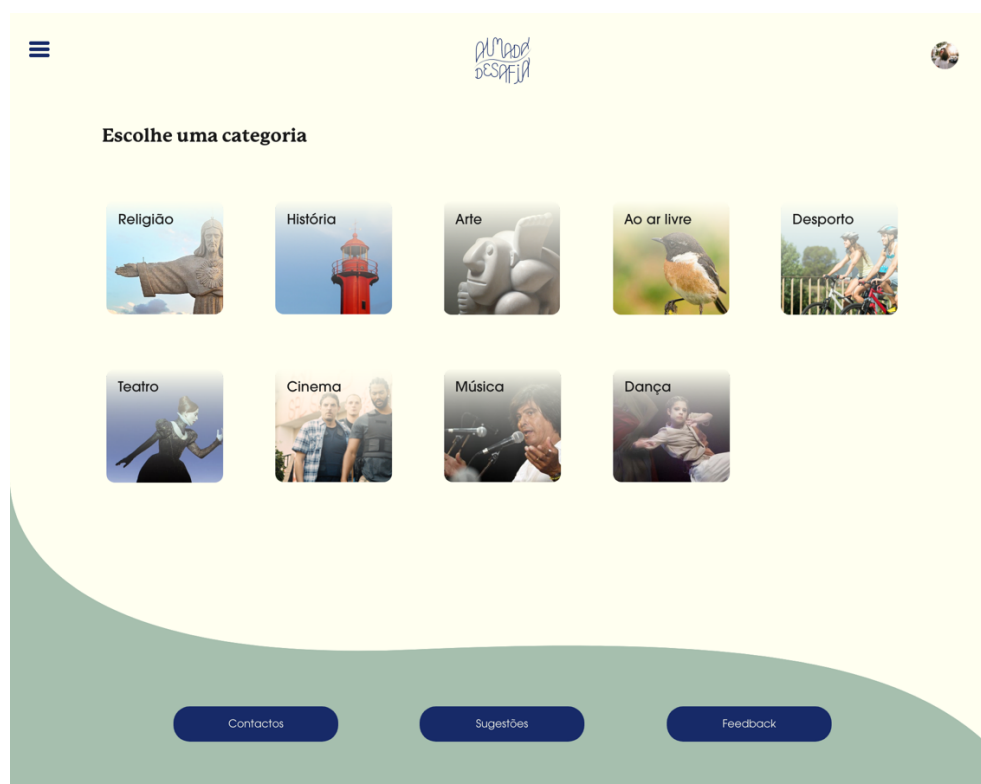 ALMADA
DESAFIA
Escolhe uma categoria
Religião
História
Arte
Ao ar livre
Desporto
Teatro
Cinema
Música
Dança
Contactos
Sugestões
Feedback